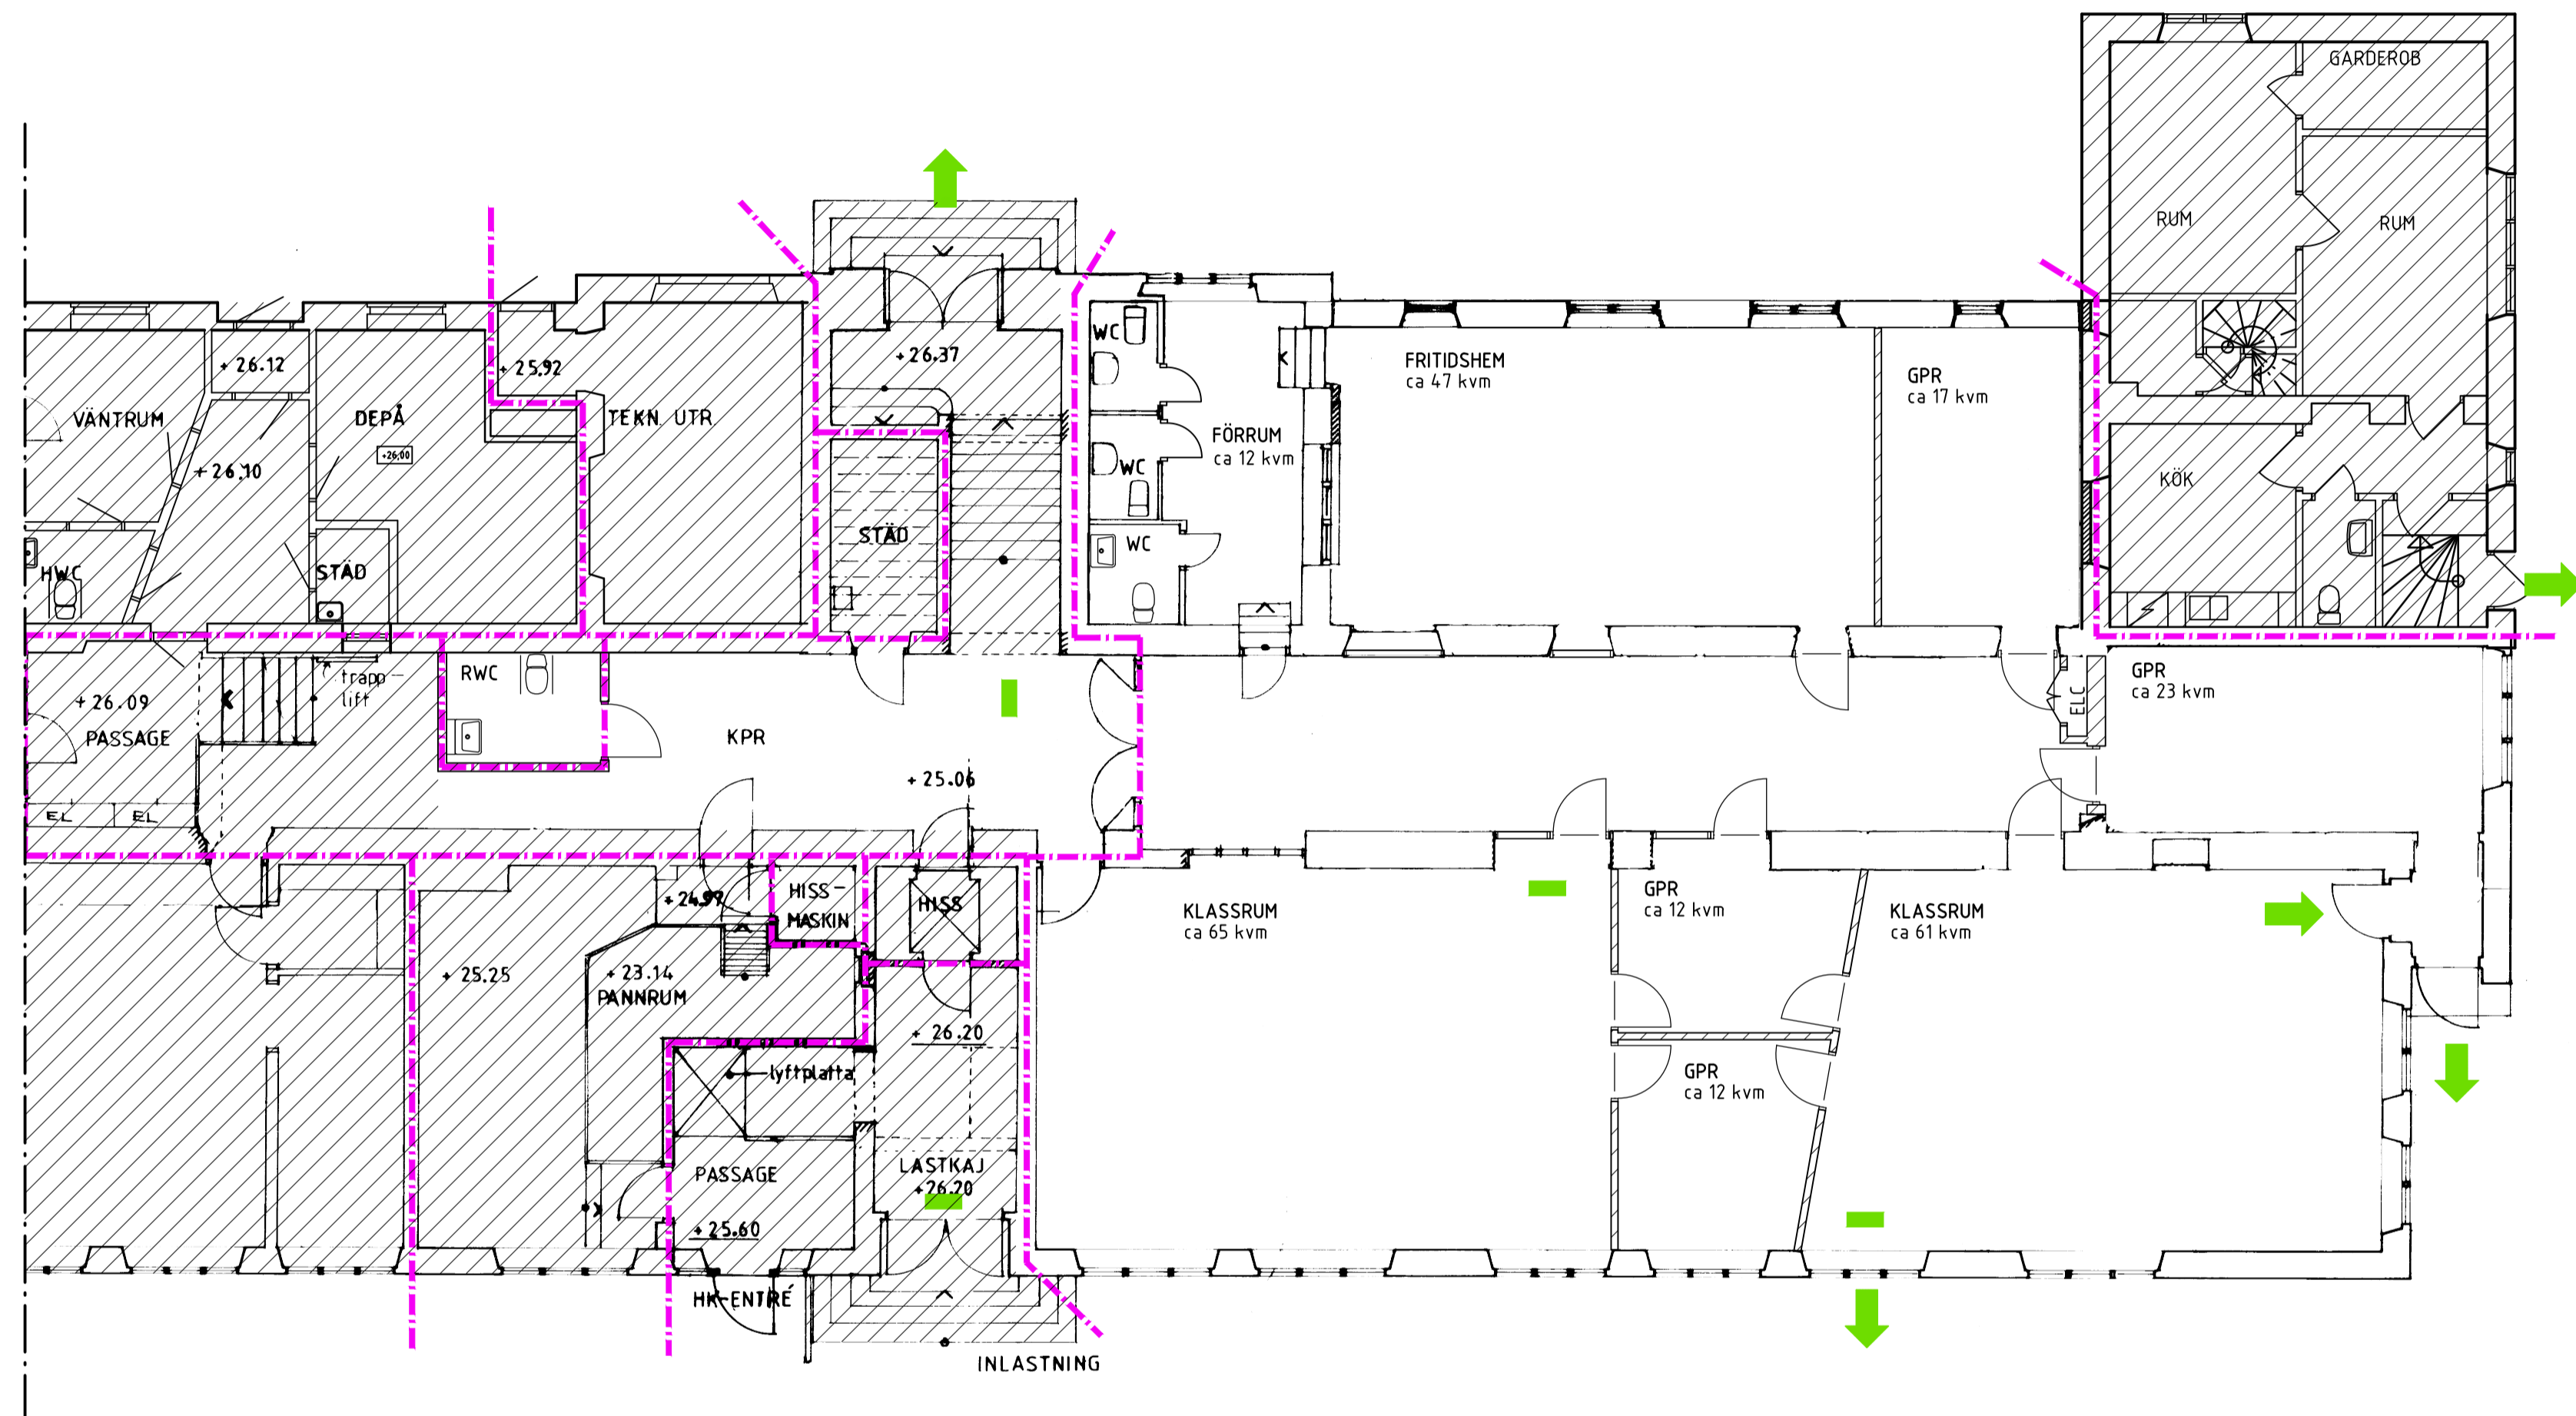 GARDEROB
RUM
RUM
KÖK
VÄNTRUM
+ 26.12
DEPÅ
+26,00
+ 26.10
HWC
STÄD
+ 25.92
TEKN. UTR
+ 26.37
STÄD
WC
WC
WC
FÖRRUM
ca 12 kvm
FRITIDSHEM
ca 47 kvm
GPR
ca 17 kvm
+ 26.09
PASSAGE
trapp-
lift
EL
EL
RWC
KPR
+ 25.06
ELC
GPR
ca 23 kvm
+ 24.97
HISS-
MASKIN
HISS
+ 25.25
+ 23.14
PANNRUM
+ 26.20
lyftplatta
PASSAGE
+ 25.60
LASTKAJ
+26.20
HK-ENTRÉ
INLASTNING
KLASSRUM
ca 65 kvm
GPR
ca 12 kvm
GPR
ca 12 kvm
KLASSRUM
ca 61 kvm